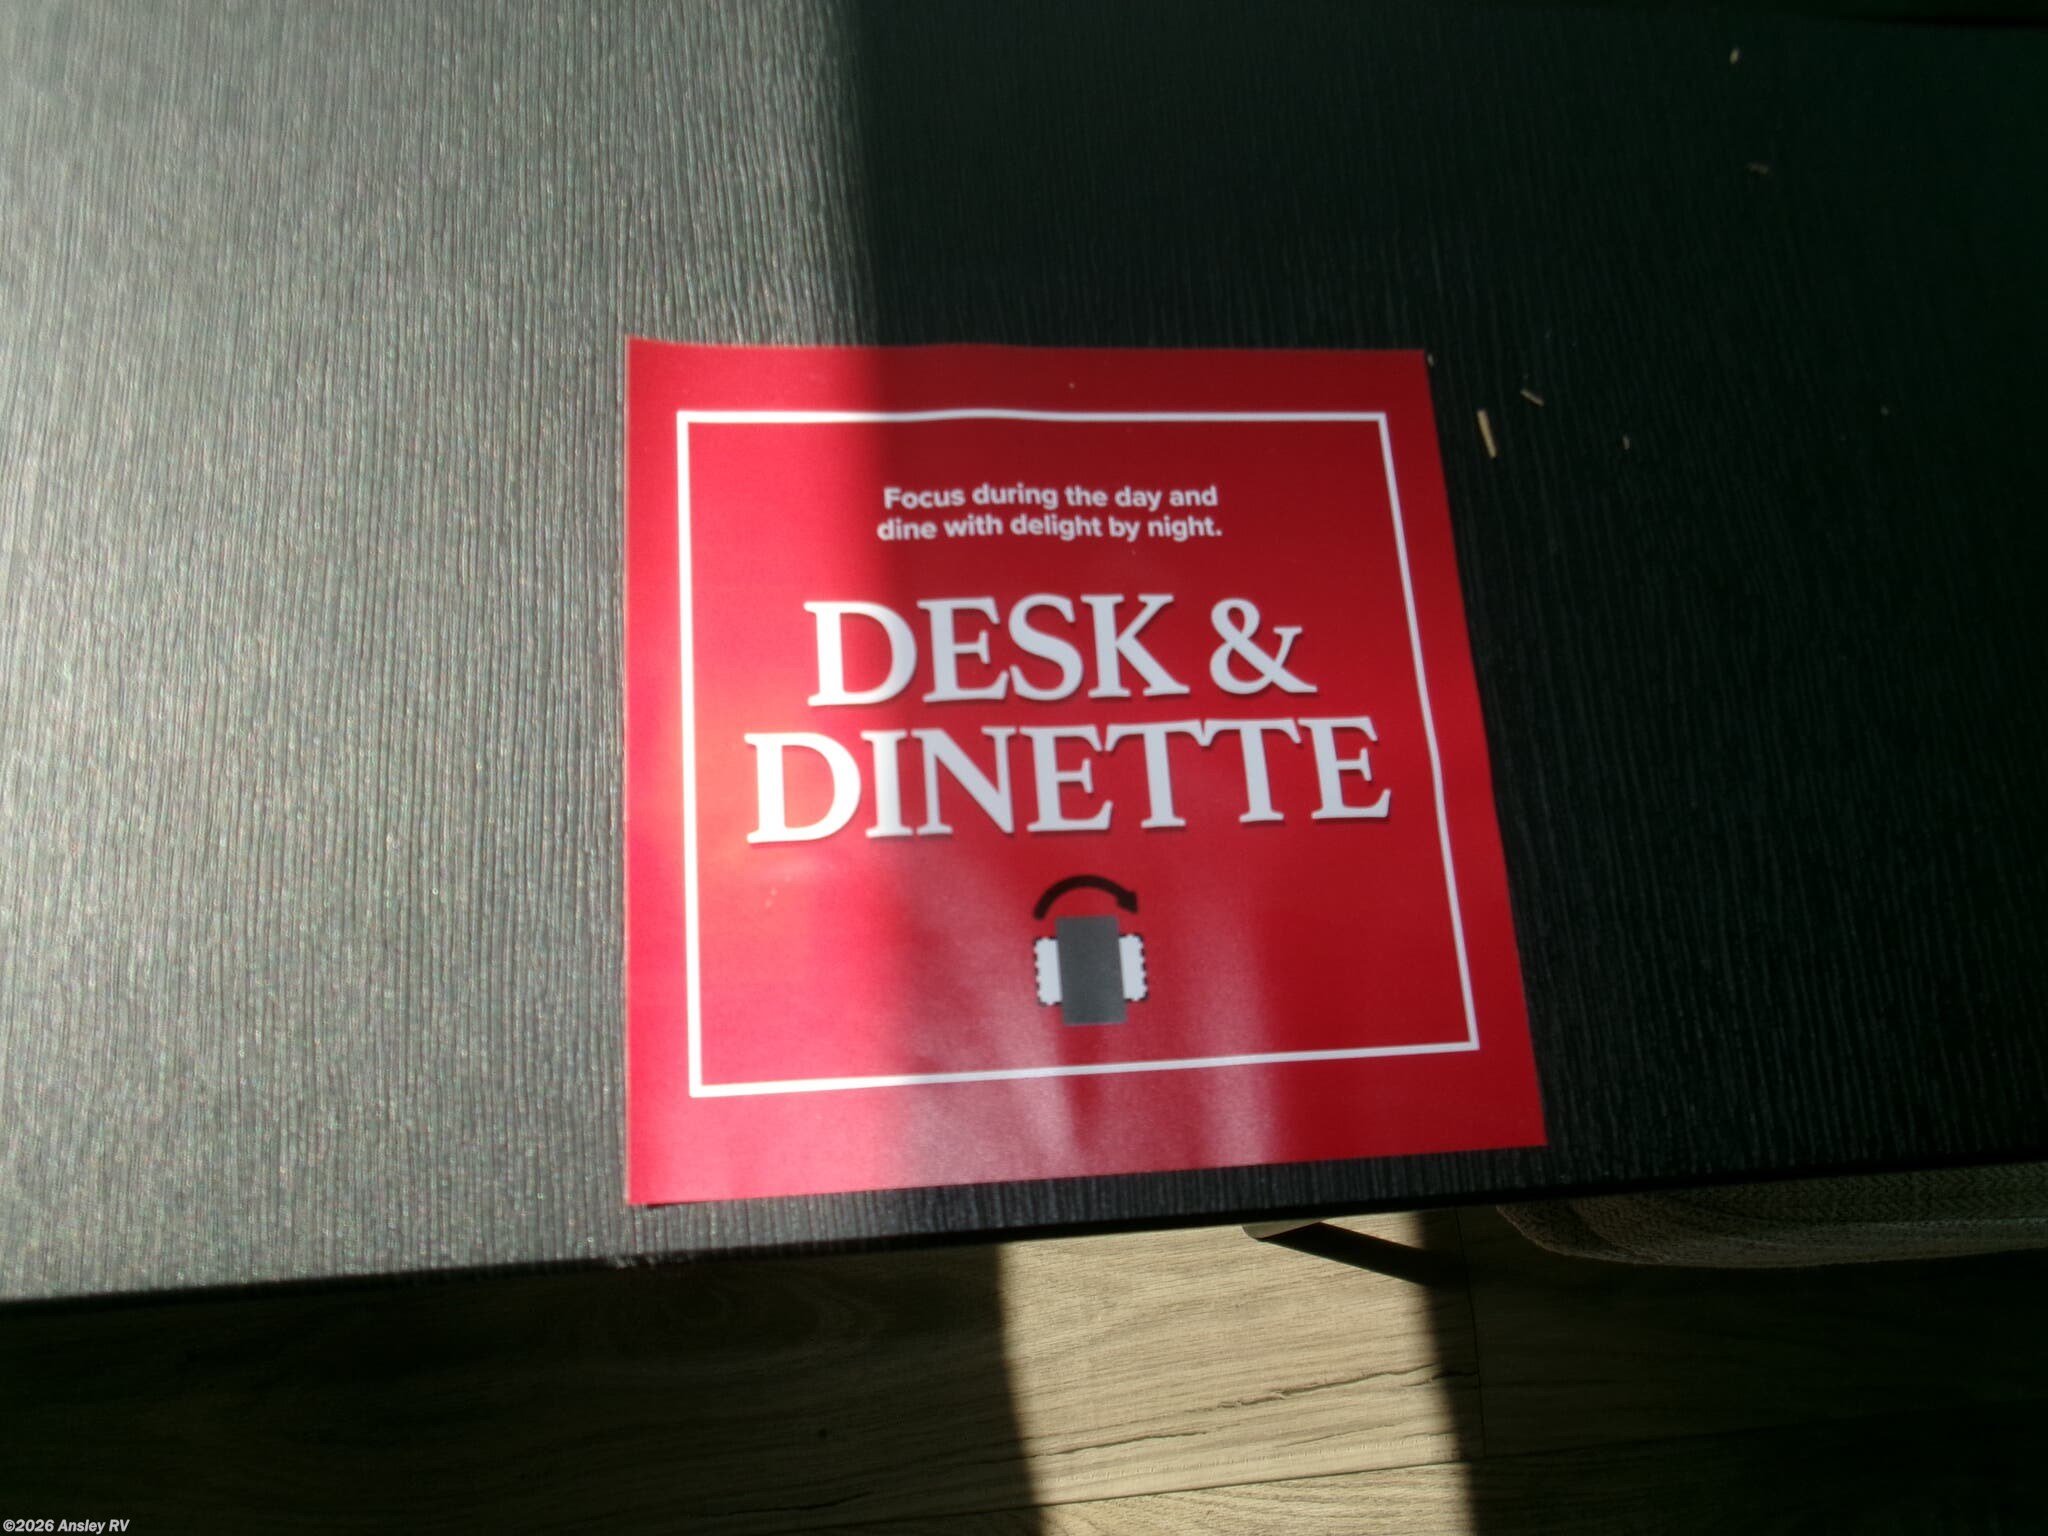 Focus during the day and
dine with delight by night.
DESK &
DINETTE
©2026 Ansley RV